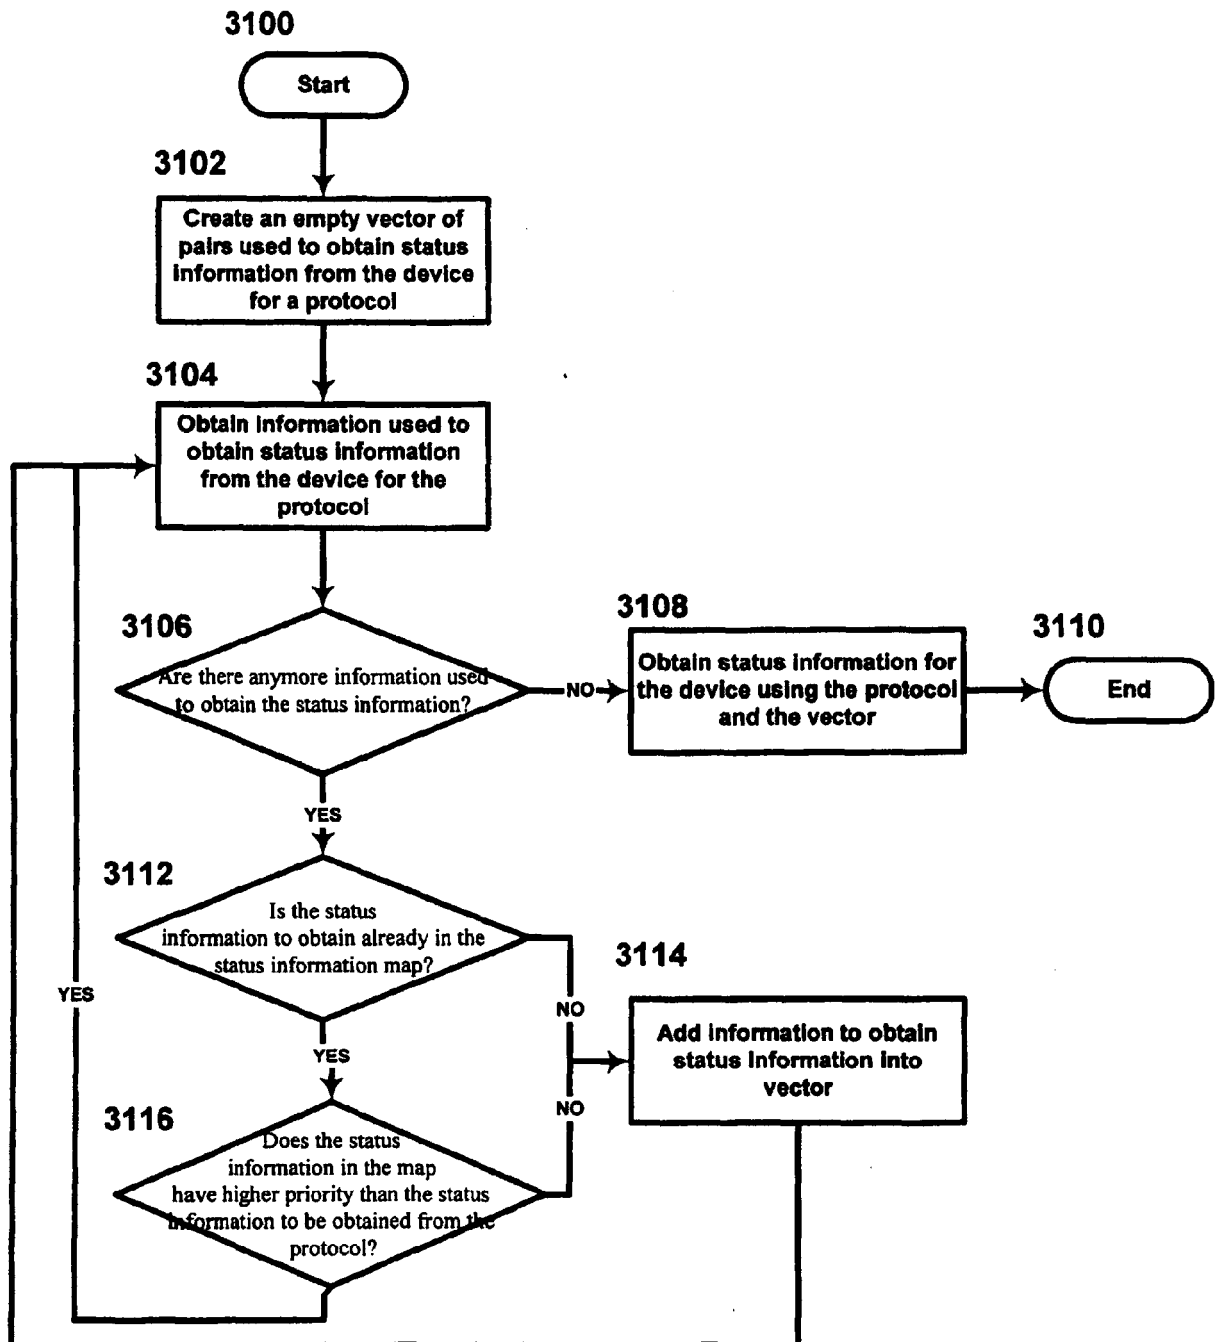 3100
Start
3102
Create an empty vector of
pairs used to obtain status
information from the device
for a protocol
3104
Obtain information used to
obtain status information
from the device for the
protocol
3106
Are there anymore information used
to obtain the status information?
NO
3108
Obtain status information for
the device using the protocol
and the vector
3110
End
YES
3112
Is the status
information to obtain already in the
status information map?
NO
3114
Add information to obtain
status information into
vector
YES
YES
NO
3116
Does the status
information in the map
have higher priority than the status
information to be obtained from the
protocol?